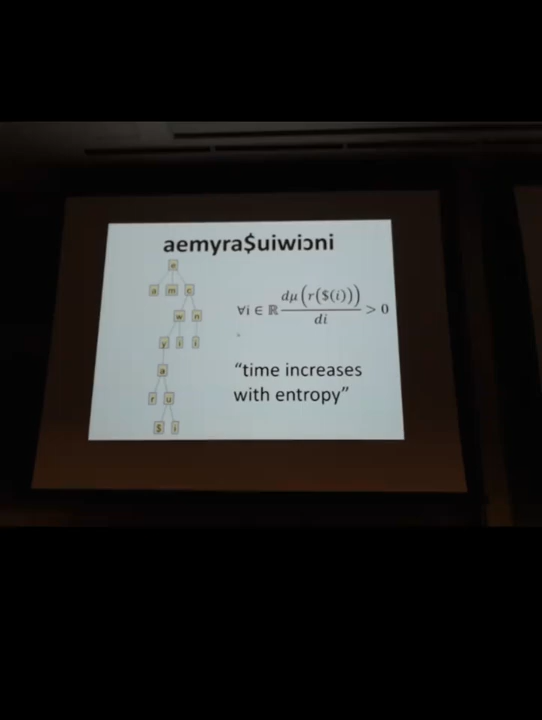 aemyra$uiwiɔni
e
a m c
w n
y i i
a
r u
$ i
∀i ∈ ℝ dμ(r($(i)))/di > 0
“time increases
with entropy”